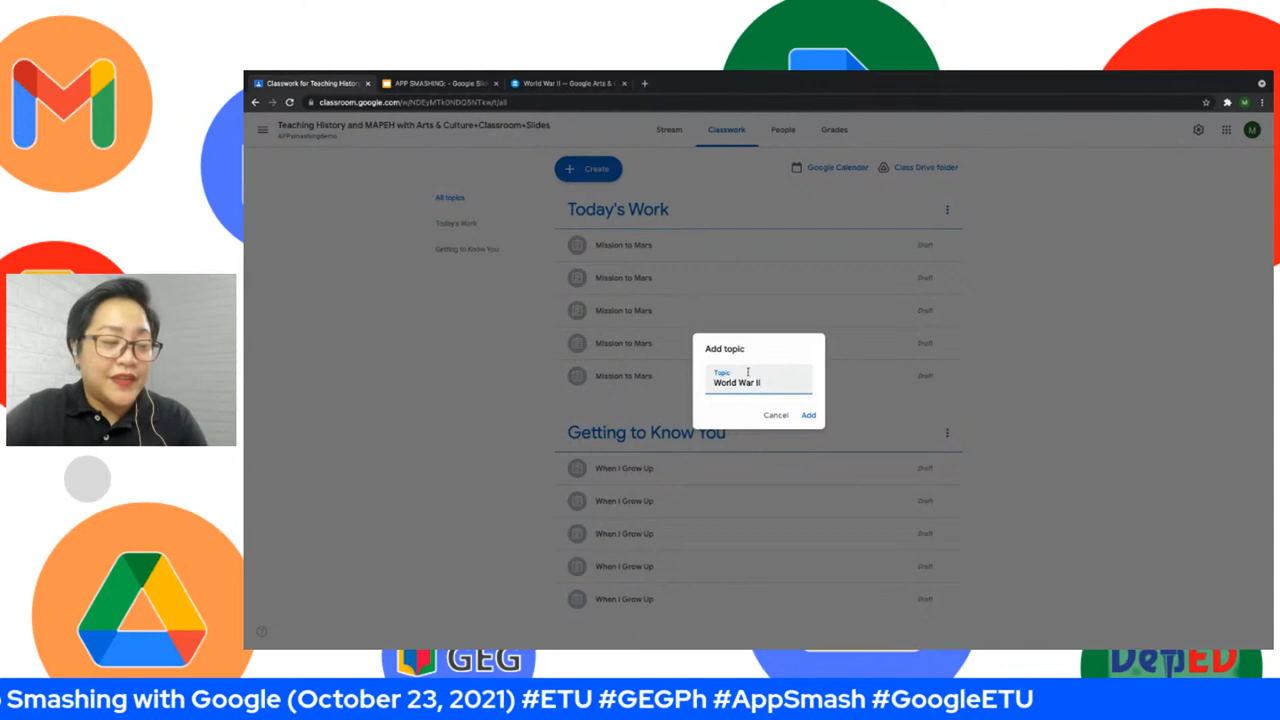 Classwork for Teaching History
APP SMASHING: - Google Slid
World War II — Google Arts &
classroom.google.com/w/NDEyMTk0NDQ5NTkw/t/all
Teaching History and MAPEH with Arts & Culture+Classroom+Slides
APPsmashingdemo
Stream
Classwork
People
Grades
M
M
Create
Google Calendar
Class Drive folder
All topics
Today's Work
Getting to Know You
Today's Work
Mission to Mars
Draft
Mission to Mars
Draft
Mission to Mars
Draft
Mission to Mars
Draft
Mission to Mars
Draft
Add topic
Topic
World War II
Cancel
Add
Getting to Know You
When I Grow Up
Draft
When I Grow Up
Draft
When I Grow Up
Draft
When I Grow Up
Draft
When I Grow Up
Draft
GEG
DepED
Smashing with Google (October 23, 2021) #ETU #GEGPh #AppSmash #GoogleETU